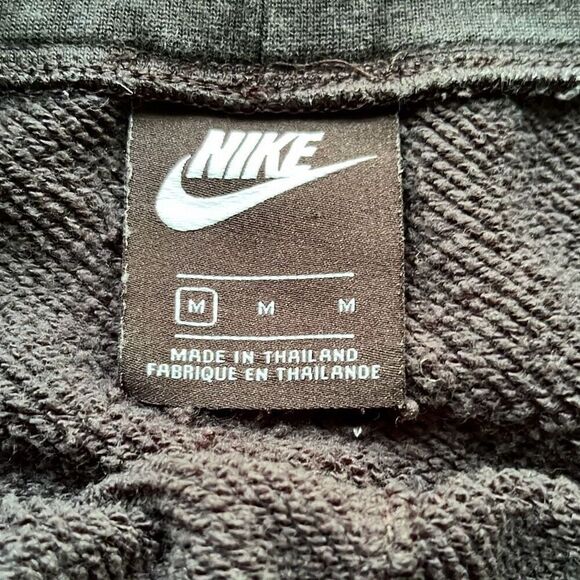 NIKE
M M M
MADE IN THAILAND
FABRIQUE EN THAILANDE